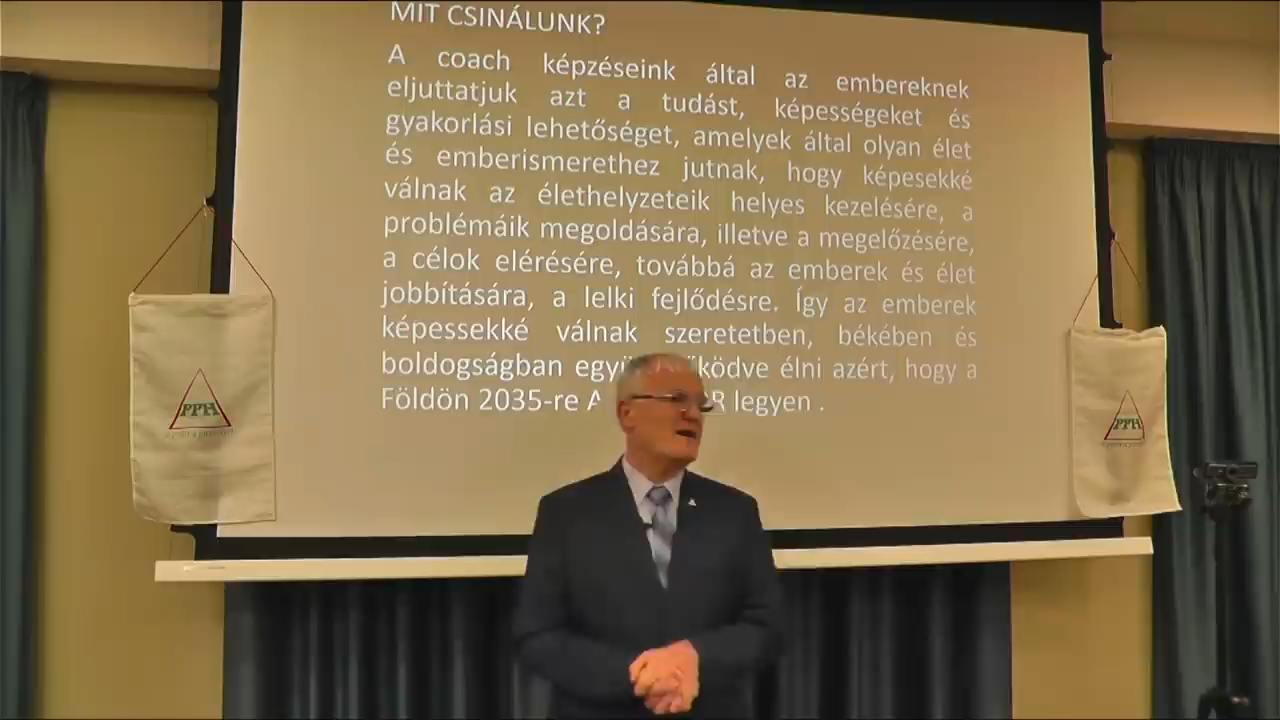 MIT CSINÁLUNK?
A coach képzéseink által az embereknek
eljuttatjuk azt a tudást, képességeket és
gyakorlási lehetőséget, amelyek által olyan élet
és emberismerethez jutnak, hogy képesekké
válnak az élethelyzeteik helyes kezelésére, a
problémáik megoldására, illetve a megelőzésére,
a célok elérésére, továbbá az emberek és élet
jobbítására, a lelki fejlődésre. Így az emberek
képessekké válnak szeretetben, békében és
boldogságban élni azért, hogy a
Földön 2035-re legyen .
PPH
PPH